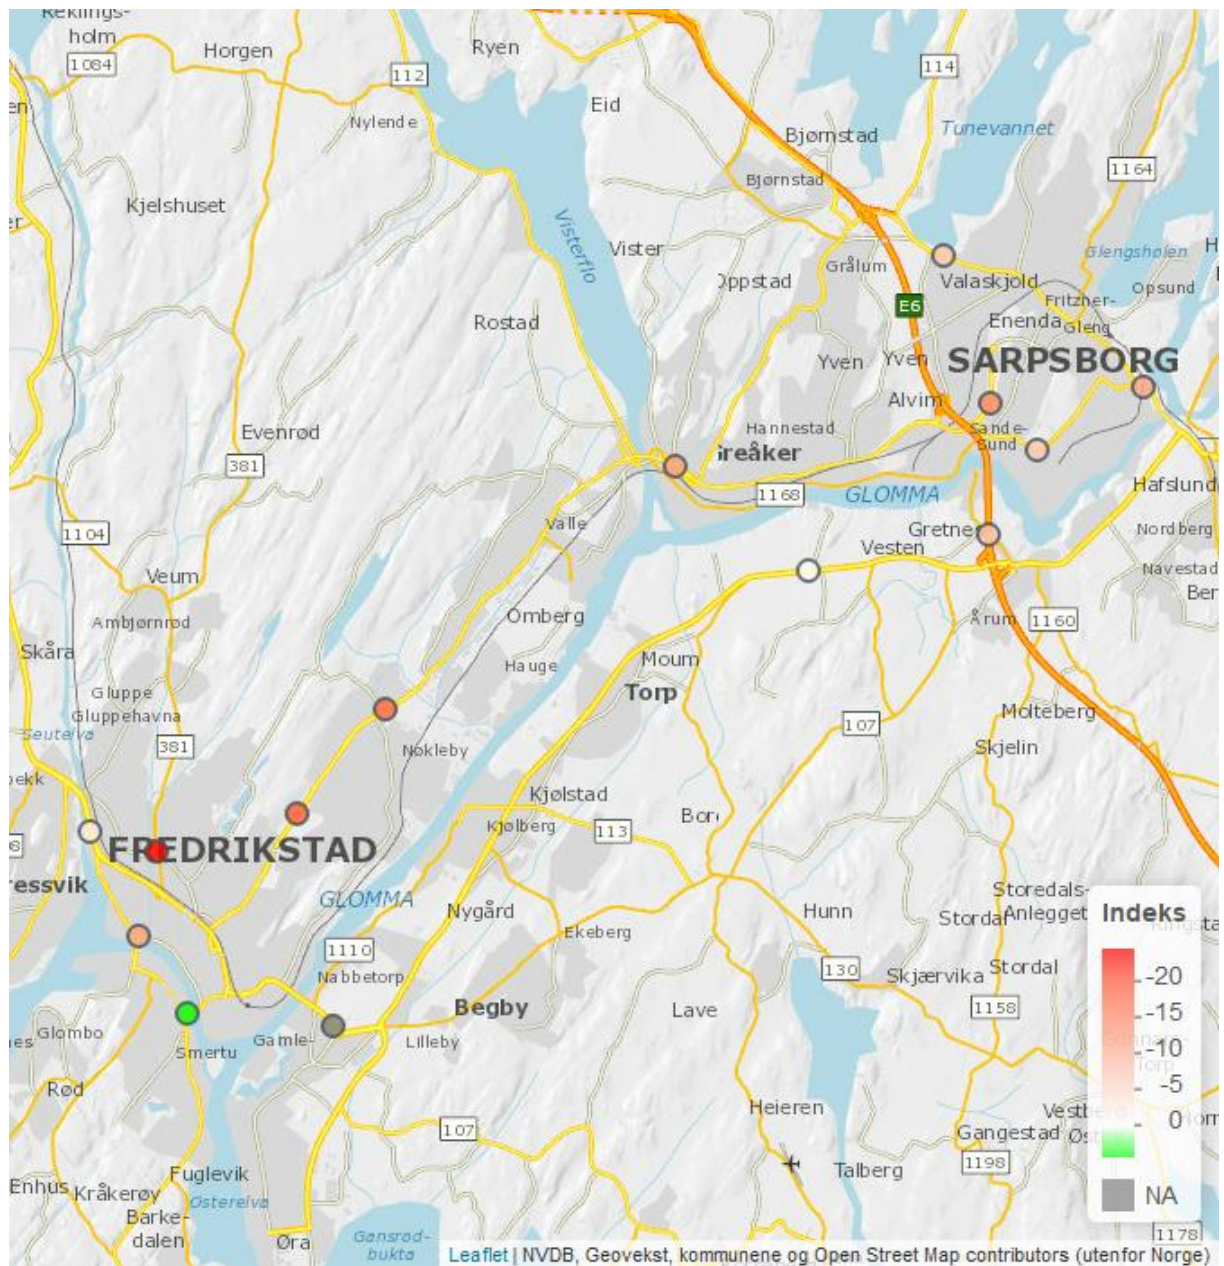 Reklings-
holm
Horgen
Ryen
1084
112
114
Eid
Nylende
Bjørnstad
Tunevannet
Bjørnstad
1164
Kjelshuset
Visterflo
Vister
Glengshølen
Grålum
Oppstad
Valaskjold
Opsund
Fritzner-
E6
Enenda
Gleng
Rostad
Yven
Yven
SARPSBORG
Alvim
Evenrød
Hannestad
Sande-
Sund
381
Greåker
1168
GLOMMA
Hafslund
1104
Valle
Gretne
Nordberg
Vesten
Veum
Navestad
Ber
Ambjørnrød
Omberg
Årum
1160
Skåra
Hauge
Moum
Gluppe
Torp
Gluppehavna
Molteberg
Seuteiva
381
107
Nøkleby
Skjelin
Kjølstad
Kjølberg
113
Bor
FREDRIKSTAD
ressvik
GLOMMA
Nygård
Hunn
Storedals-
Anlegget
Stordal
Ekeberg
1110
Nabbetorp
130
Skjærvika
Stordal
Begby
Lave
1158
Glombo
Smertu
Gamle-
Lilleby
Rød
Heieren
107
Gangestad
1198
Talberg
Fuglevik
Enhus
Kråkerøy
Østerelva
Barke-
dalen
Øra
Gansrød-
bukta
1178
Indeks
-20
-15
-10
-5
0
NA
Leaflet | NVDB, Geovekst, kommunene og Open Street Map contributors (utenfor Norge)